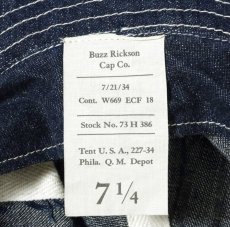 Buzz Rickson
Cap Co.
7/21/34
Cont. W669 ECF 18
Stock No. 73 H 386
Tent U. S. A., 227-34
Phila. Q. M. Depot
7 1/4